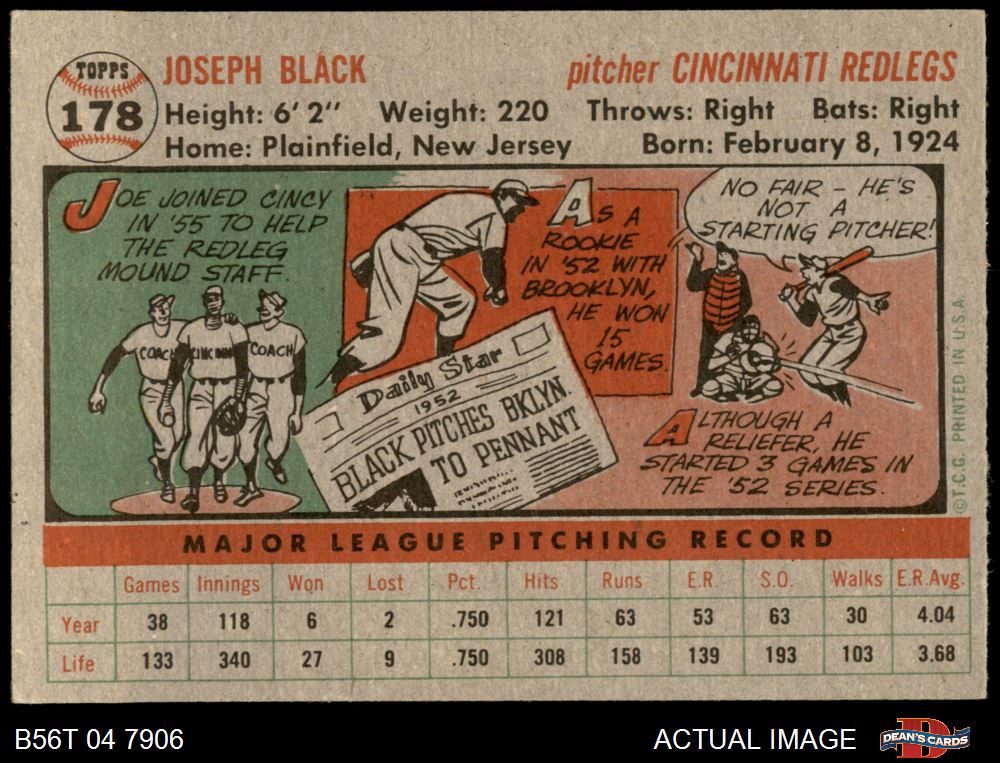 TOPPS
178
JOSEPH BLACK
pitcher CINCINNATI REDLEGS
Height: 6' 2" Weight: 220 Throws: Right Bats: Right
Home: Plainfield, New Jersey Born: February 8, 1924
JOE JOINED CINCY
IN '55 TO HELP
THE REDLEG
MOUND STAFF.
COACH
CINCINN
COACH
AS A
ROOKIE
IN '52 WITH
BROOKLYN,
HE WON
15
GAMES.
Daily Star
1952
BLACK PITCHES BKLYN.
TO PENNANT
NO FAIR – HE'S
NOT A
STARTING PITCHER!
ALTHOUGH A
RELIEFER, HE
STARTED 3 GAMES IN
THE '52 SERIES.
©T.C.G. PRINTED IN U.S.A.
MAJOR LEAGUE PITCHING RECORD
Games Innings Won Lost Pct. Hits Runs E.R. S.O. Walks E.R.Avg.
Year 38 118 6 2 .750 121 63 53 63 30 4.04
Life 133 340 27 9 .750 308 158 139 193 103 3.68
B56T 04 7906
ACTUAL IMAGE
D
DEAN'S CARDS